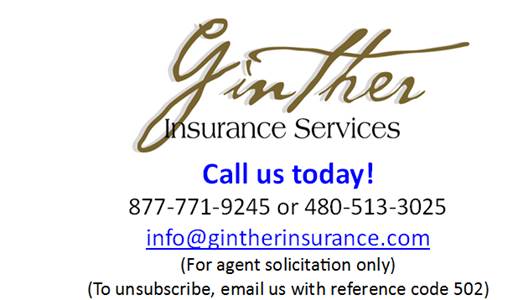 Ginther
Insurance Services
Call us today!
877-771-9245 or 480-513-3025
info@gintherinsurance.com
(For agent solicitation only)
(To unsubscribe, email us with reference code 502)